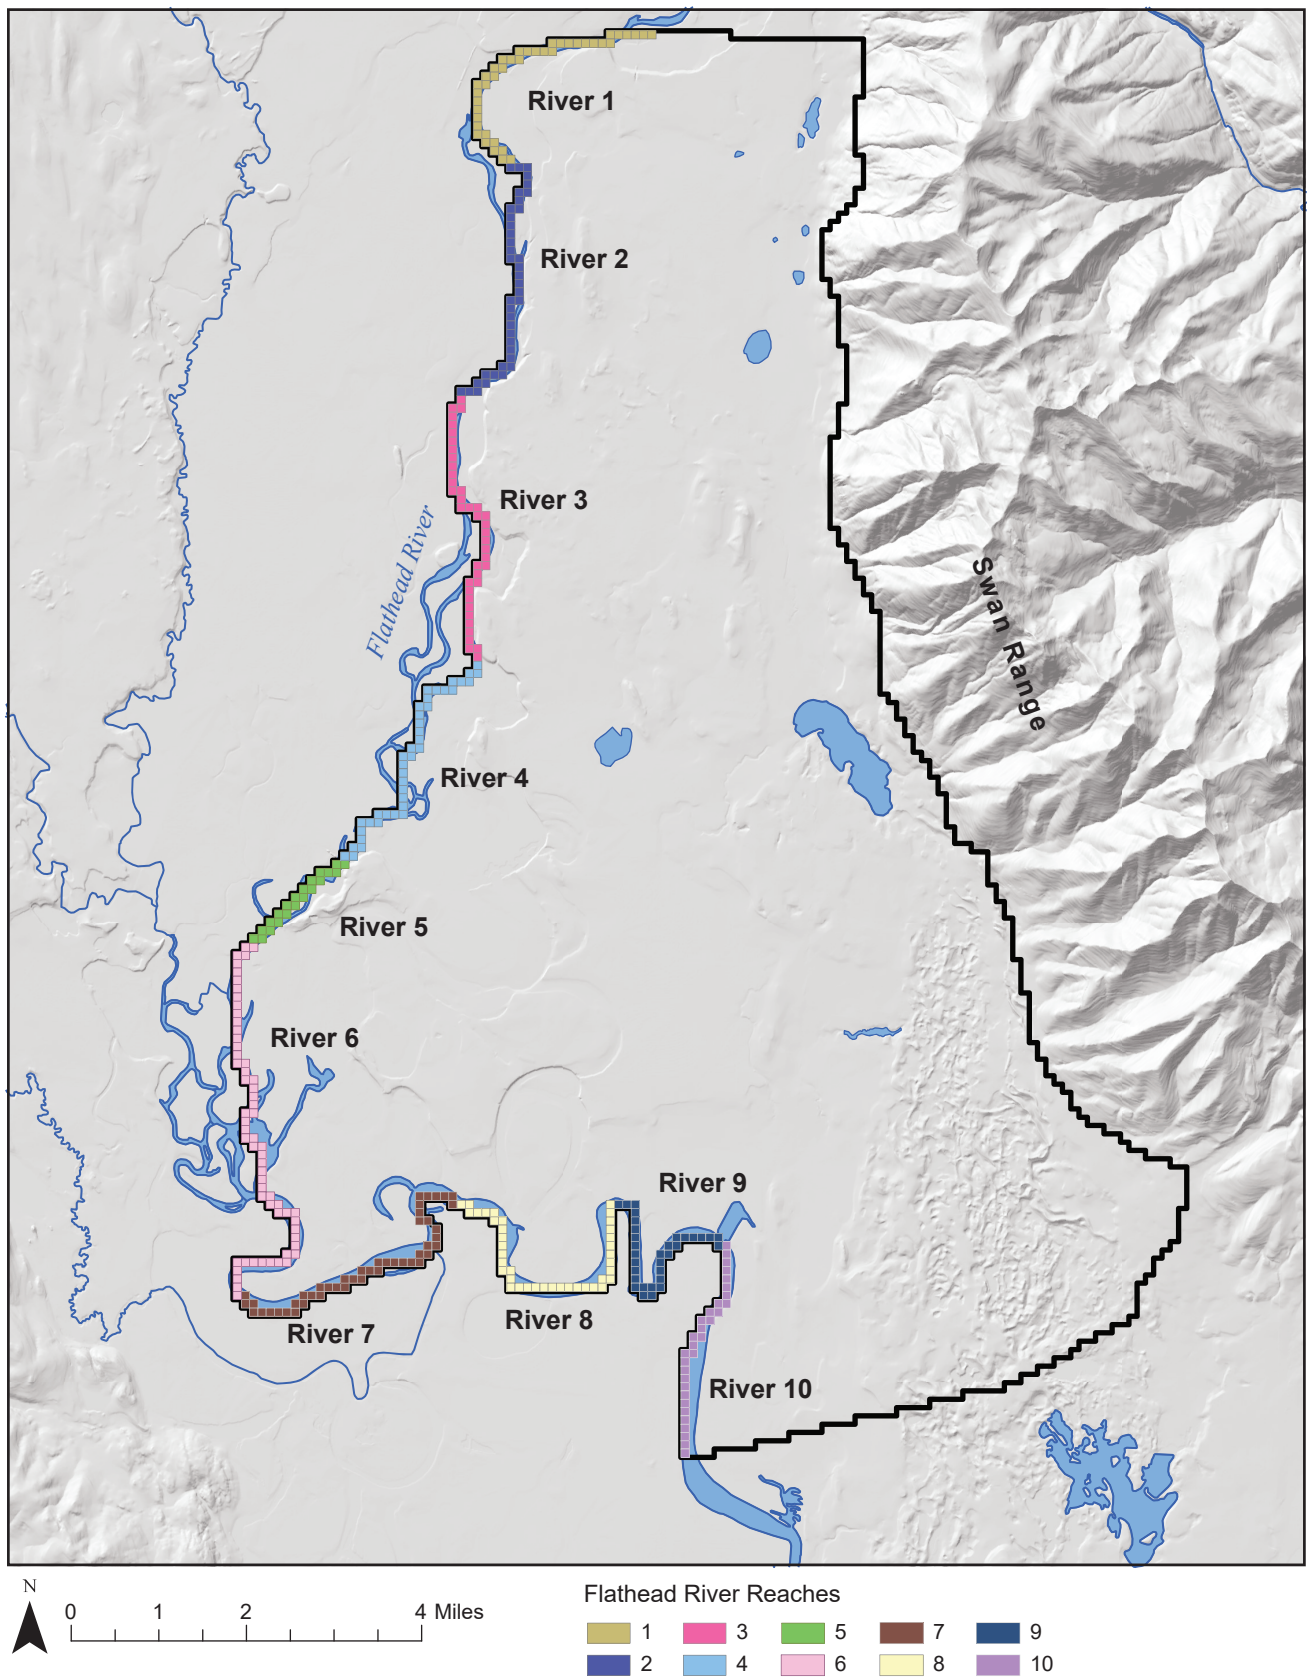 River 1
River 2
River 3
Flathead River
Swan Range
River 4
River 5
River 6
River 9
River 8
River 7
River 10
N
0 1 2 4 Miles
Flathead River Reaches
1 3 5 7 9
2 4 6 8 10